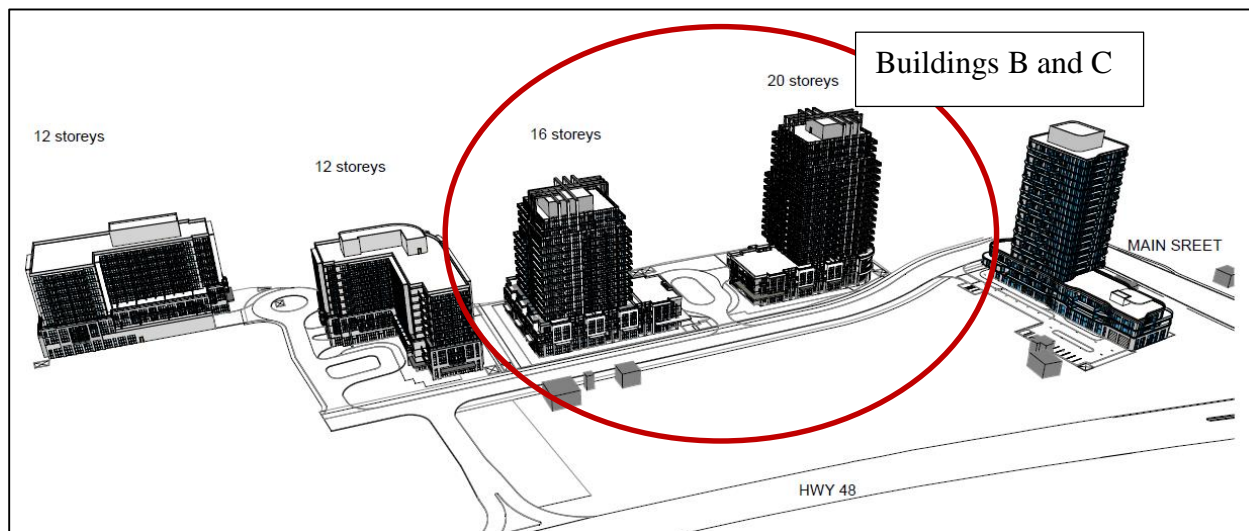 Buildings B and C
20 storeys
16 storeys
12 storeys
12 storeys
MAIN SREET
HWY 48